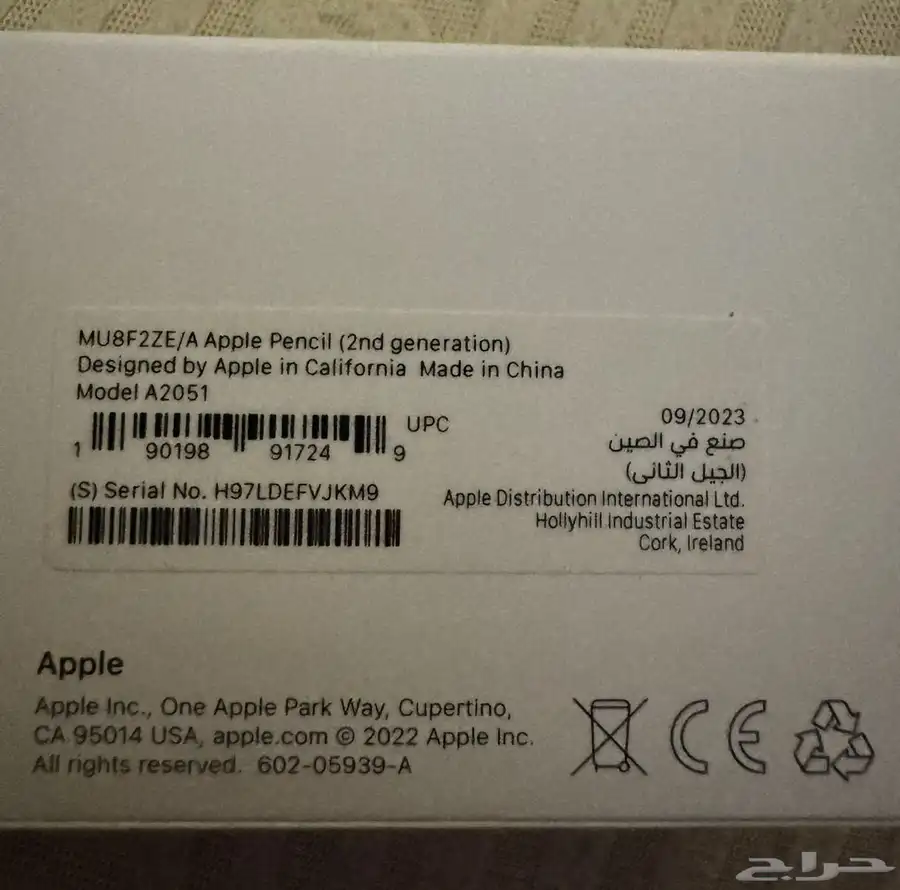 MU8F2ZE/A Apple Pencil (2nd generation)
Designed by Apple in California Made in China
Model A2051
UPC
1 90198 91724 9
(S) Serial No. H97LDEFVJKM9
09/2023
صنع في الصين
(الجيل الثانى)
Apple Distribution International Ltd.
Hollyhill Industrial Estate
Cork, Ireland
Apple
Apple Inc., One Apple Park Way, Cupertino,
CA 95014 USA, apple.com © 2022 Apple Inc.
All rights reserved. 602-05939-A
CE
حراج